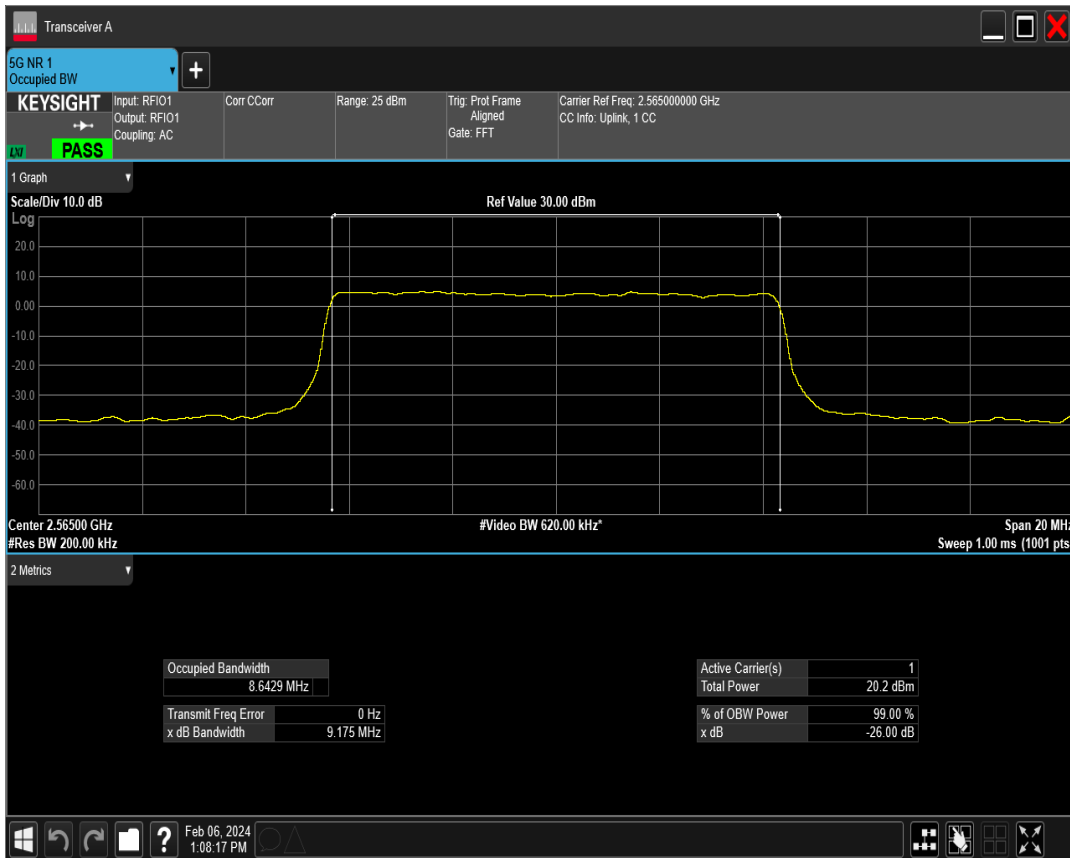 Transceiver A
5G NR 1
Occupied BW
KEYSIGHT
LXI
PASS
Input: RFIO1
Output: RFIO1
Coupling: AC
Corr CCorr
Range: 25 dBm
Trig: Prot Frame
Aligned
Gate: FFT
Carrier Ref Freq: 2.565000000 GHz
CC Info: Uplink, 1 CC
1 Graph
Scale/Div 10.0 dB
Ref Value 30.00 dBm
Log
20.0
10.0
0.00
-10.0
-20.0
-30.0
-40.0
-50.0
-60.0
Center 2.56500 GHz
#Video BW 620.00 kHz*
Span 20 MHz
#Res BW 200.00 kHz
Sweep 1.00 ms (1001 pts
2 Metrics
Occupied Bandwidth
8.6429 MHz
Transmit Freq Error 0 Hz
x dB Bandwidth 9.175 MHz
Active Carrier(s) 1
Total Power 20.2 dBm
% of OBW Power 99.00 %
x dB -26.00 dB
Feb 06, 2024
1:08:17 PM